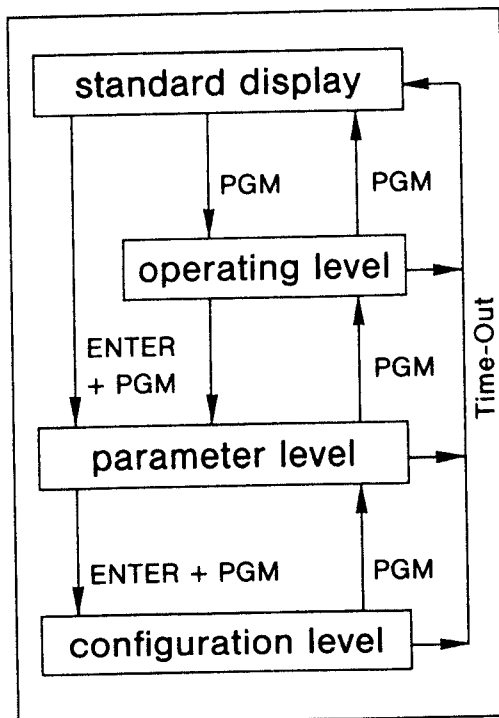 standard display
PGM
PGM
operating level
ENTER
+ PGM
PGM
Time-Out
parameter level
ENTER + PGM
PGM
configuration level